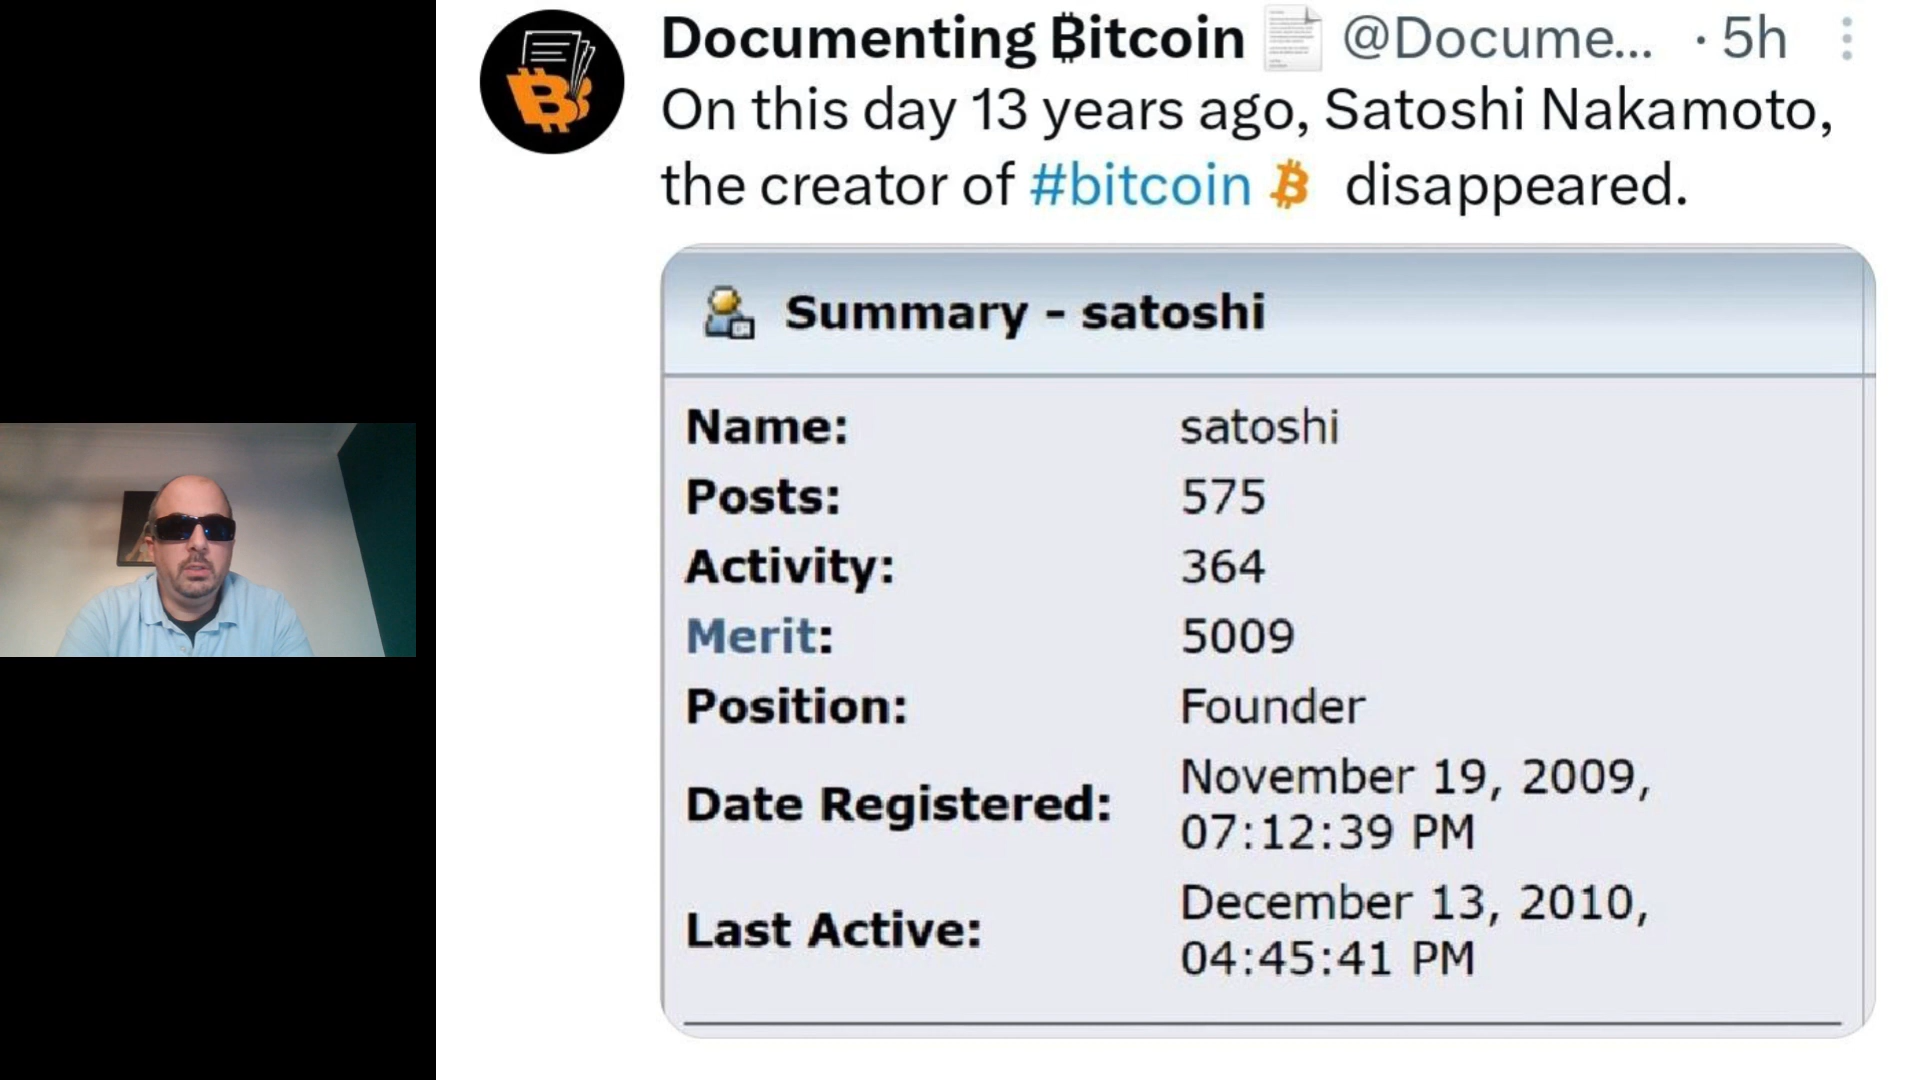 Documenting ₿itcoin 📄 @Docume... · 5h
On this day 13 years ago, Satoshi Nakamoto,
the creator of #bitcoin disappeared.
Summary - satoshi
Name: satoshi
Posts: 575
Activity: 364
Merit: 5009
Position: Founder
Date Registered: November 19, 2009,
07:12:39 PM
Last Active: December 13, 2010,
04:45:41 PM